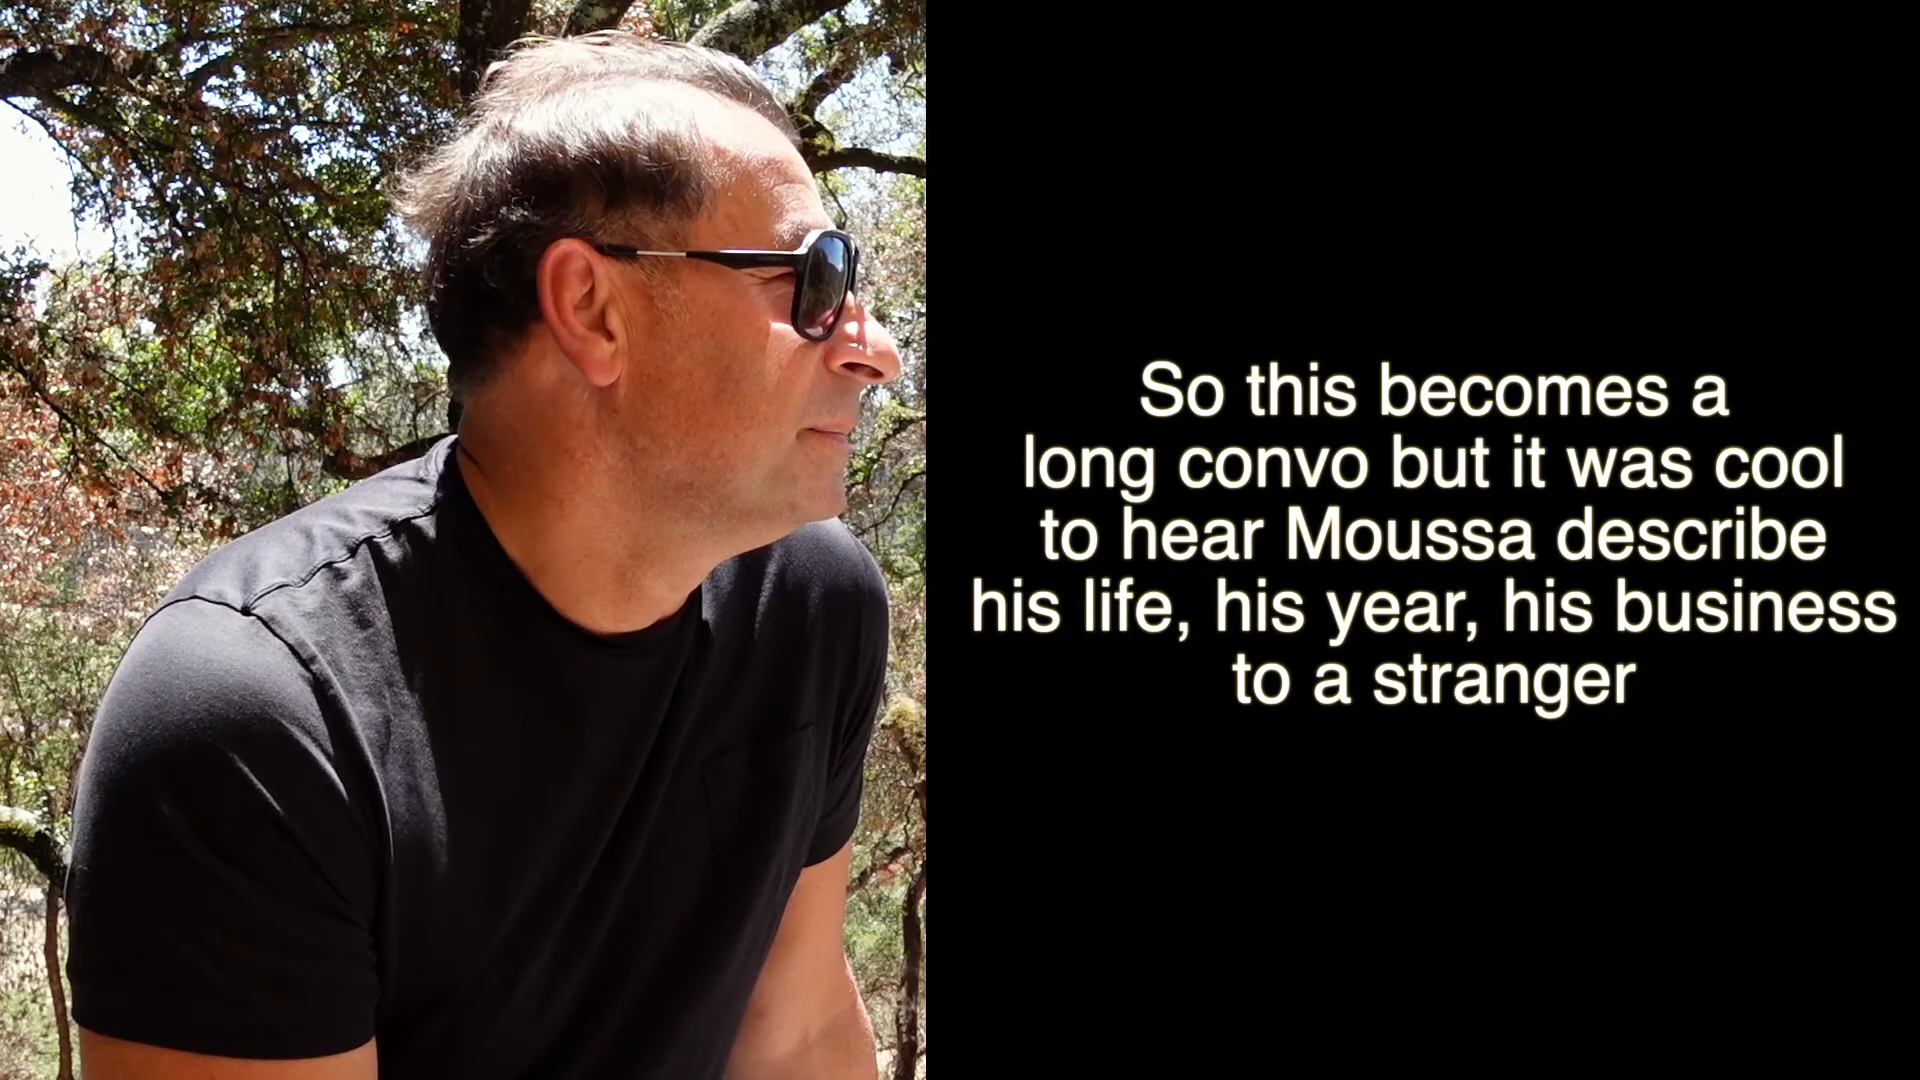 So this becomes a
long convo but it was cool
to hear Moussa describe
his life, his year, his business
to a stranger